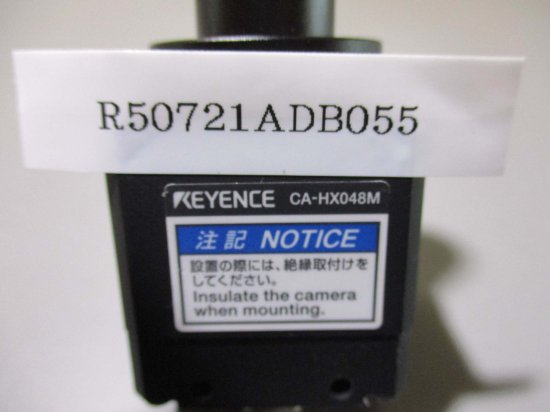 R50721ADB055
KEYENCE CA-HX048M
注記 NOTICE
設置の際には、絶縁取付けを
してください。
Insulate the camera
when mounting.